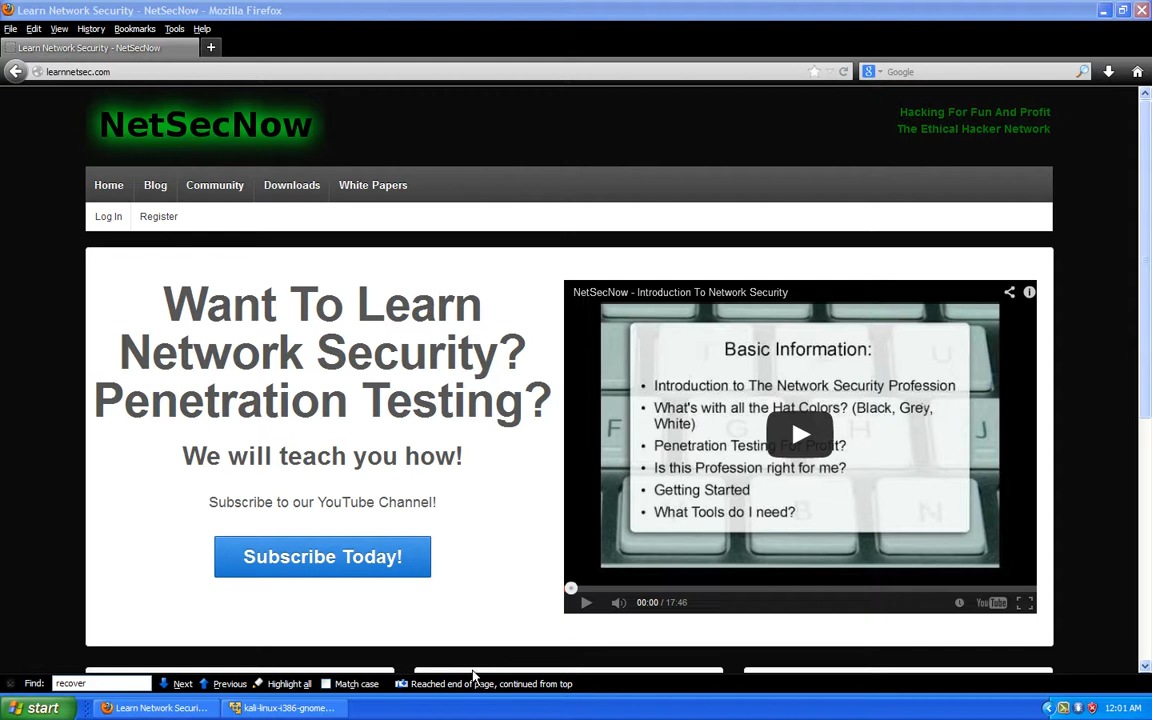 Learn Network Security - NetSecNow - Mozilla Firefox
File Edit View History Bookmarks Tools Help
Learn Network Security - NetSecNow +
learnnetsec.com
Google
NetSecNow
Hacking For Fun And Profit
The Ethical Hacker Network
Home Blog Community Downloads White Papers
Log In Register
Want To Learn
Network Security?
Penetration Testing?
We will teach you how!
Subscribe to our YouTube Channel!
Subscribe Today!
NetSecNow - Introduction To Network Security
Basic Information:
• Introduction to The Network Security Profession
• What's with all the Hat Colors? (Black, Grey,
White)
• Penetration Testing For Profit?
• Is this Profession right for me?
• Getting Started
• What Tools do I need?
00:00 / 17:46
YouTube
Find: recover Next Previous Highlight all Match case Reached end of page, continued from top
start Learn Network Securi... kali-linux-i386-gnome... 12:01 AM